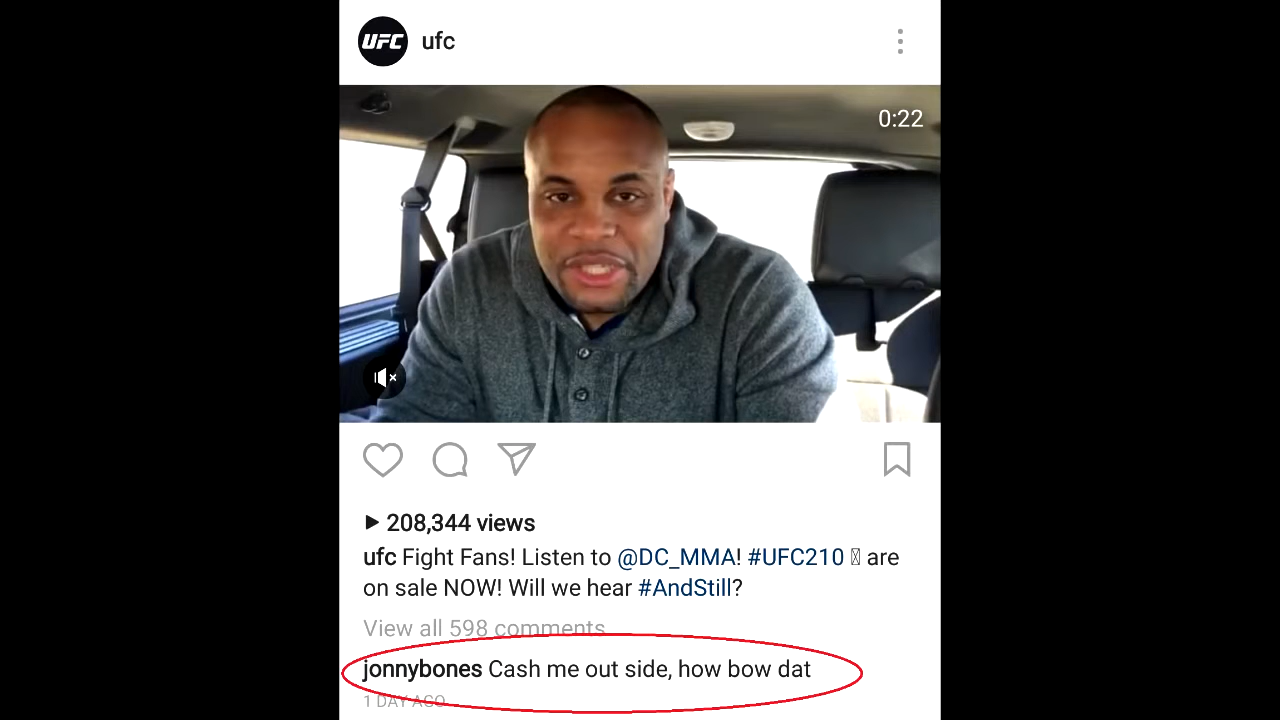 UFC ufc
0:22
208,344 views
ufc Fight Fans! Listen to @DC_MMA! #UFC210 are
on sale NOW! Will we hear #AndStill?
View all 598 comments
jonnybones Cash me out side, how bow dat
1 DAY AGO